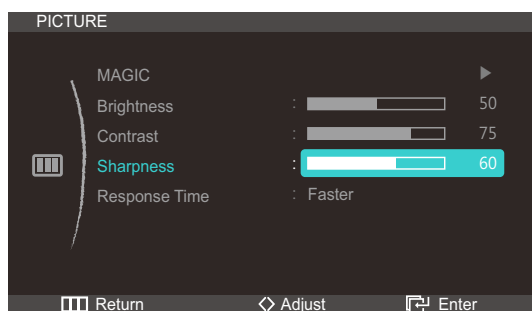 PICTURE
MAGIC
Brightness : 50
Contrast : 75
Sharpness : 60
Response Time : Faster
Return Adjust Enter